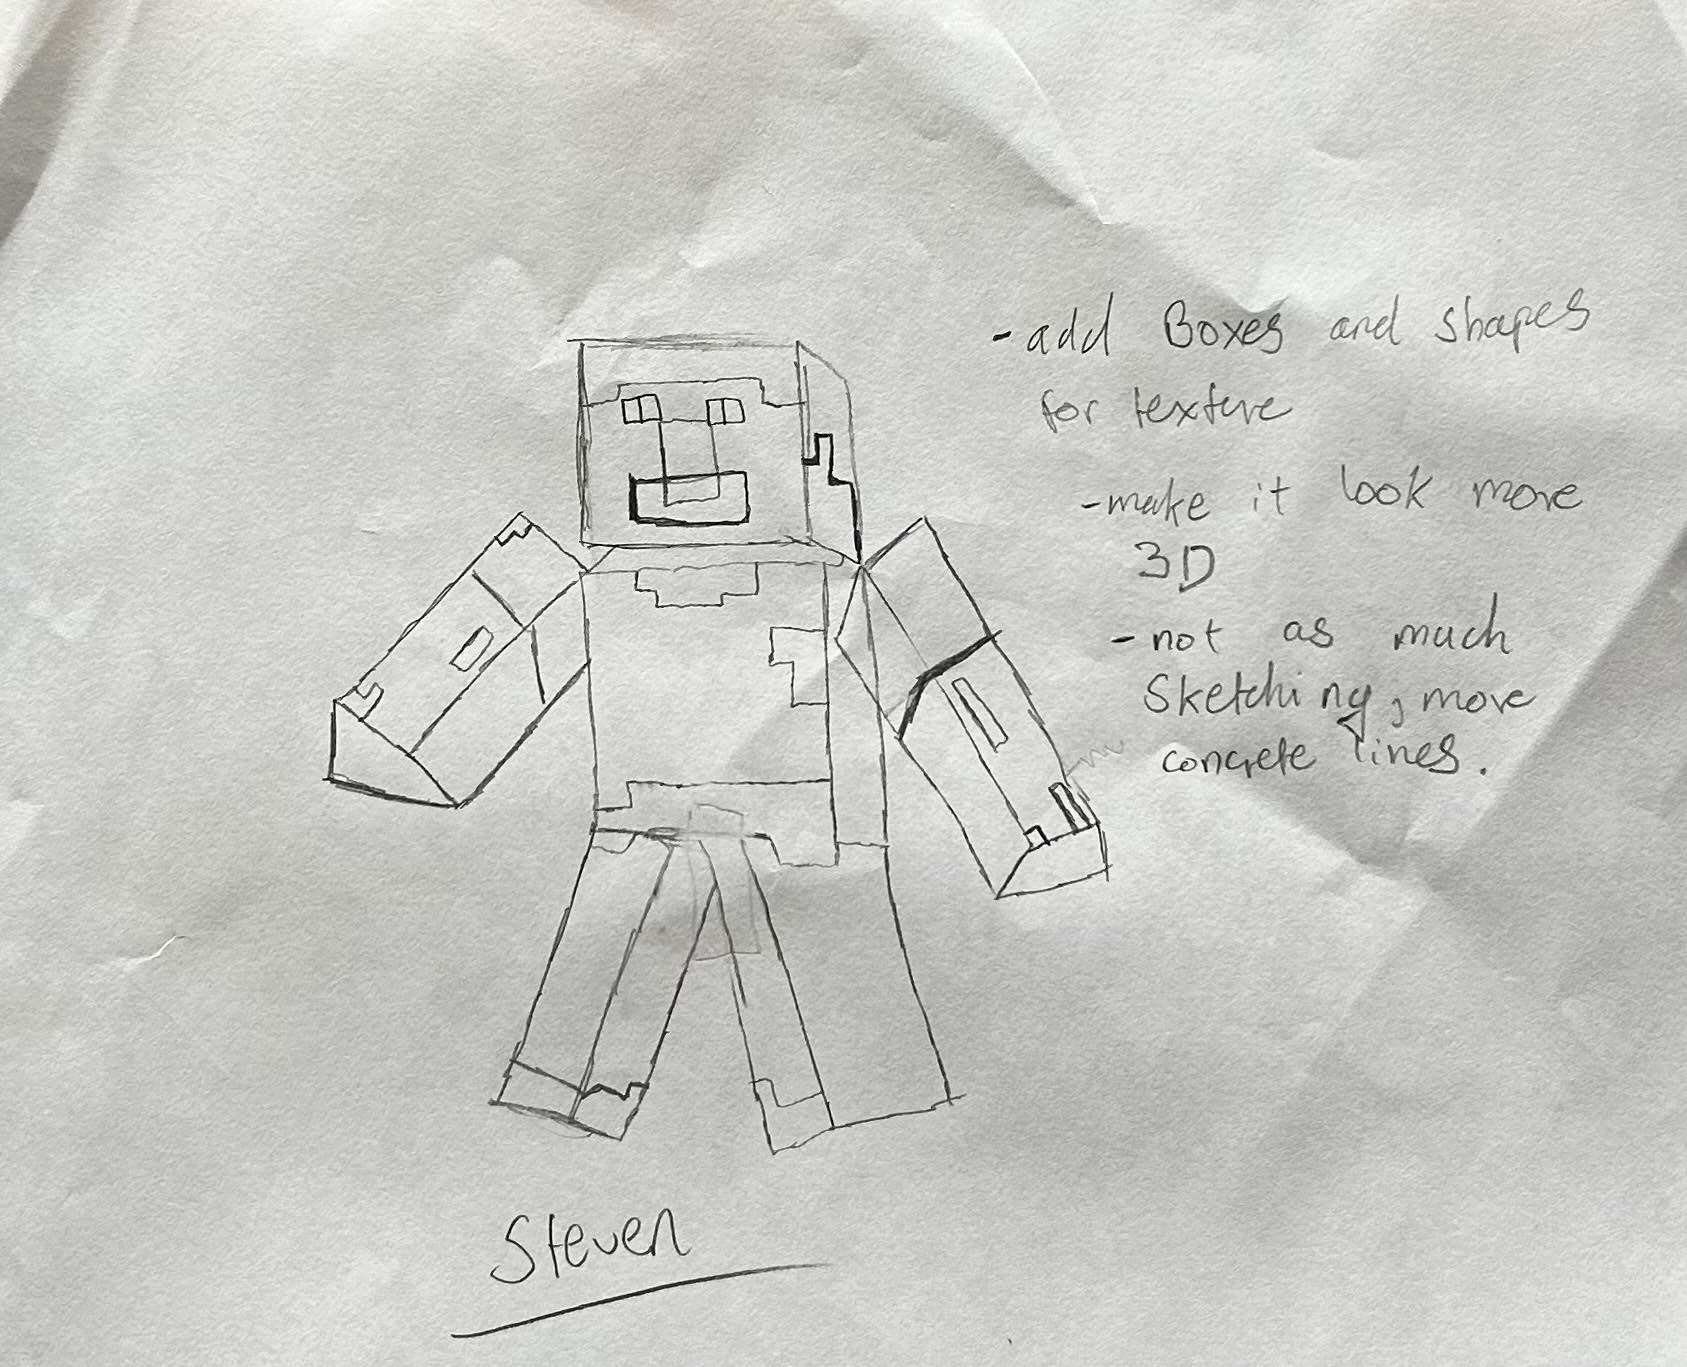 - add Boxes and shapes
for texture
- make it look more
3D
- not as much
Sketching, more
concrete lines.
Steven